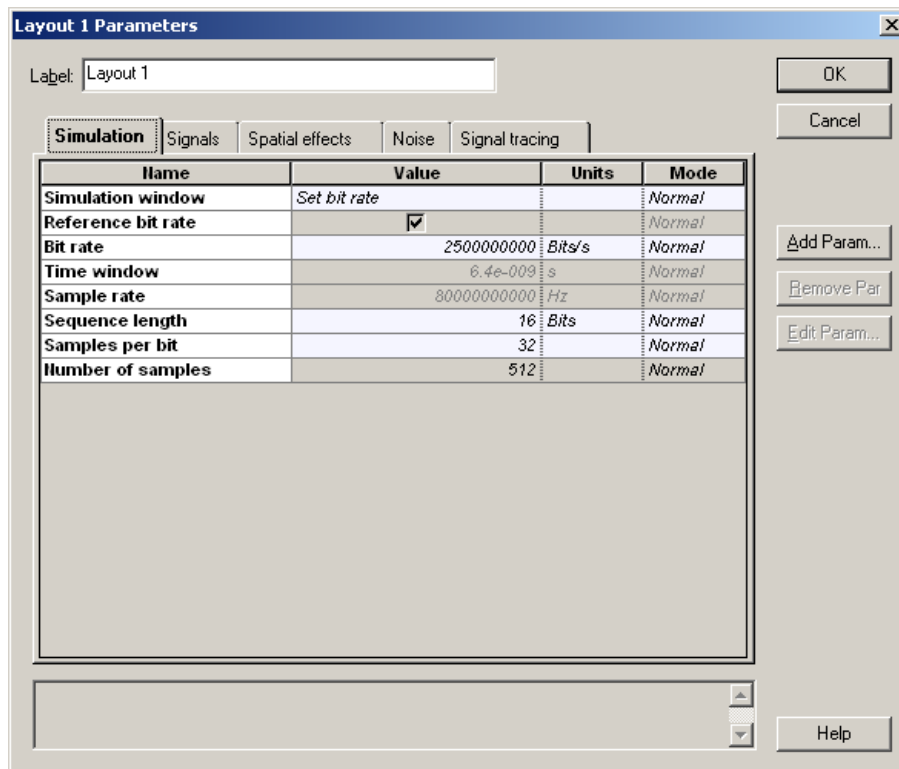 Layout 1 Parameters
Label: Layout 1
OK
Cancel
Simulation Signals Spatial effects Noise Signal tracing
Name Value Units Mode
Simulation window Set bit rate Normal
Reference bit rate Normal
Bit rate 2500000000 Bits/s Normal
Time window 6.4e-009 s Normal
Sample rate 80000000000 Hz Normal
Sequence length 16 Bits Normal
Samples per bit 32 Normal
Number of samples 512 Normal
Add Param...
Remove Par
Edit Param...
Help